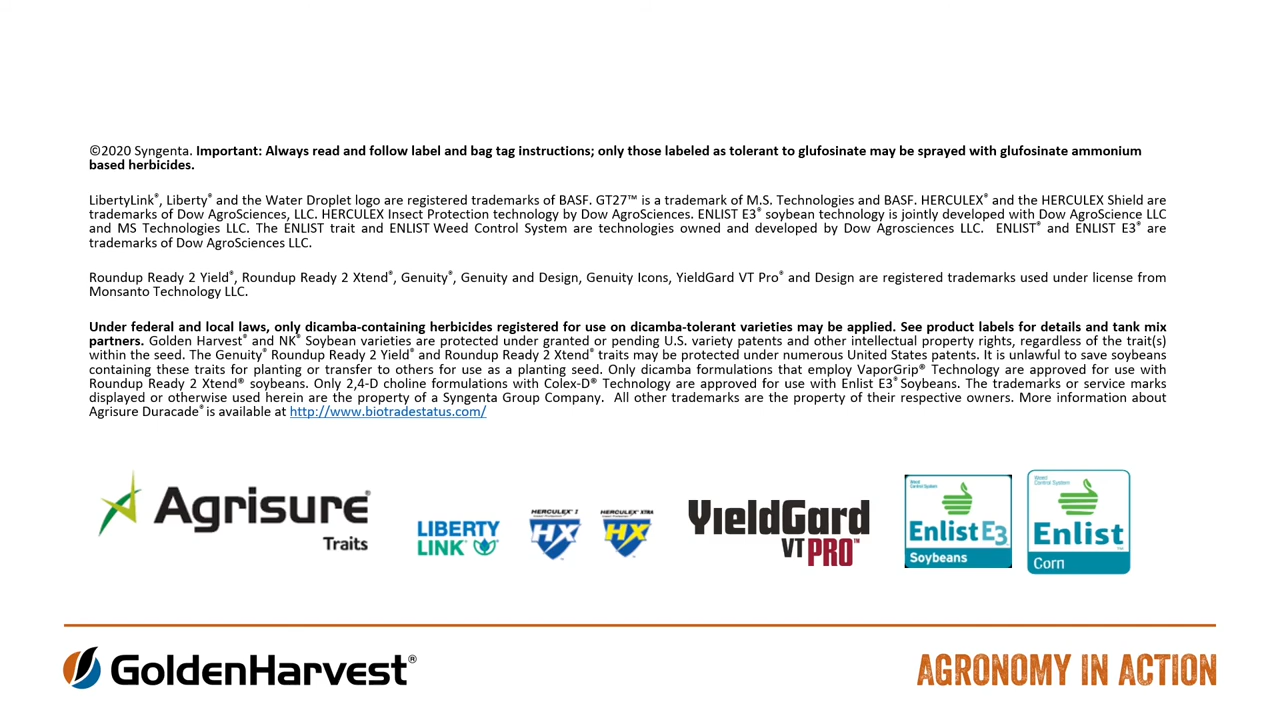 ©2020 Syngenta. Important: Always read and follow label and bag tag instructions; only those labeled as tolerant to glufosinate may be sprayed with glufosinate ammonium
based herbicides.
LibertyLink®, Liberty® and the Water Droplet logo are registered trademarks of BASF. GT27™ is a trademark of M.S. Technologies and BASF. HERCULEX® and the HERCULEX Shield are
trademarks of Dow AgroSciences, LLC. HERCULEX Insect Protection technology by Dow AgroSciences. ENLIST E3® soybean technology is jointly developed with Dow AgroScience LLC
and MS Technologies LLC. The ENLIST trait and ENLIST Weed Control System are technologies owned and developed by Dow Agrosciences LLC. ENLIST® and ENLIST E3® are
trademarks of Dow AgroSciences LLC.
Roundup Ready 2 Yield®, Roundup Ready 2 Xtend®, Genuity®, Genuity and Design, Genuity Icons, YieldGard VT Pro® and Design are registered trademarks used under license from
Monsanto Technology LLC.
Under federal and local laws, only dicamba-containing herbicides registered for use on dicamba-tolerant varieties may be applied. See product labels for details and tank mix
partners. Golden Harvest® and NK® Soybean varieties are protected under granted or pending U.S. variety patents and other intellectual property rights, regardless of the trait(s)
within the seed. The Genuity® Roundup Ready 2 Yield® and Roundup Ready 2 Xtend® traits may be protected under numerous United States patents. It is unlawful to save soybeans
containing these traits for planting or transfer to others for use as a planting seed. Only dicamba formulations that employ VaporGrip® Technology are approved for use with
Roundup Ready 2 Xtend® soybeans. Only 2,4-D choline formulations with Colex-D® Technology are approved for use with Enlist E3® Soybeans. The trademarks or service marks
displayed or otherwise used herein are the property of a Syngenta Group Company. All other trademarks are the property of their respective owners. More information about
Agrisure Duracade® is available at http://www.biotradestatus.com/
Agrisure®
Traits
LIBERTY
LINK®
HERCULEX® I
HX
HERCULEX® XTRA
HX
YieldGard
VT PRO™
Weed
Control System
Enlist E3
Soybeans
Weed
Control System
Enlist
Corn
GoldenHarvest®
AGRONOMY IN ACTION